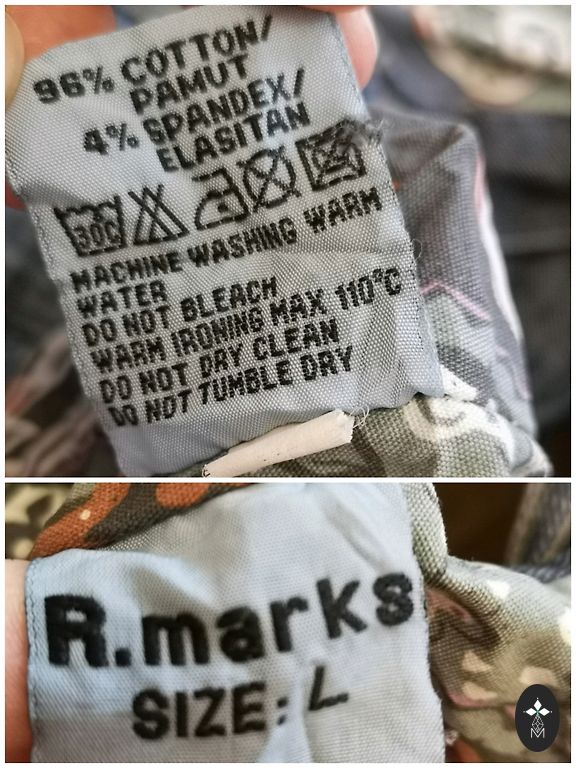 96% COTTON/
PAMUT
4% SPANDEX/
ELASITAN
30C
MACHINE WASHING WARM
WATER
DO NOT BLEACH
WARM IRONING MAX 110°C
DO NOT DRY CLEAN
DO NOT TUMBLE DRY
R.marks
SIZE: L
M